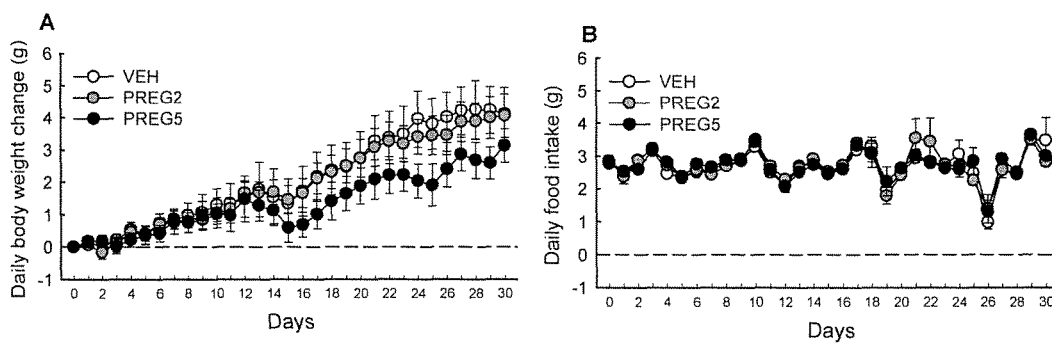 A
Daily body weight change (g)
6
5
4
3
2
1
0
-1
VEH
PREG2
PREG5
0 2 4 6 8 10 12 14 16 18 20 22 24 26 28 30
Days
B
Daily food intake (g)
6
5
4
3
2
1
0
-1
VEH
PREG2
PREG5
0 2 4 6 8 10 12 14 16 18 20 22 24 26 28 30
Days